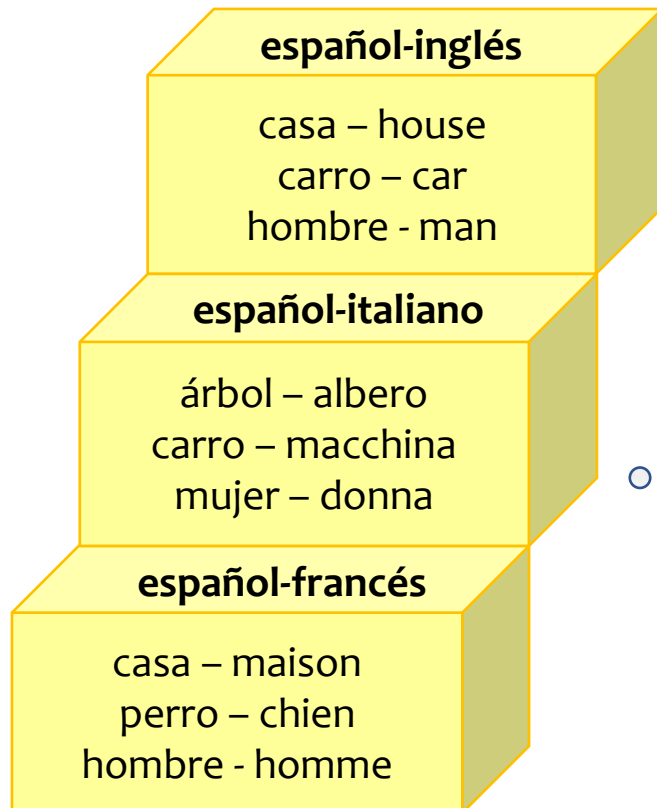 español-inglés
casa – house
carro – car
hombre - man
español-italiano
árbol – albero
carro – macchina
mujer – donna
español-francés
casa – maison
perro – chien
hombre - homme